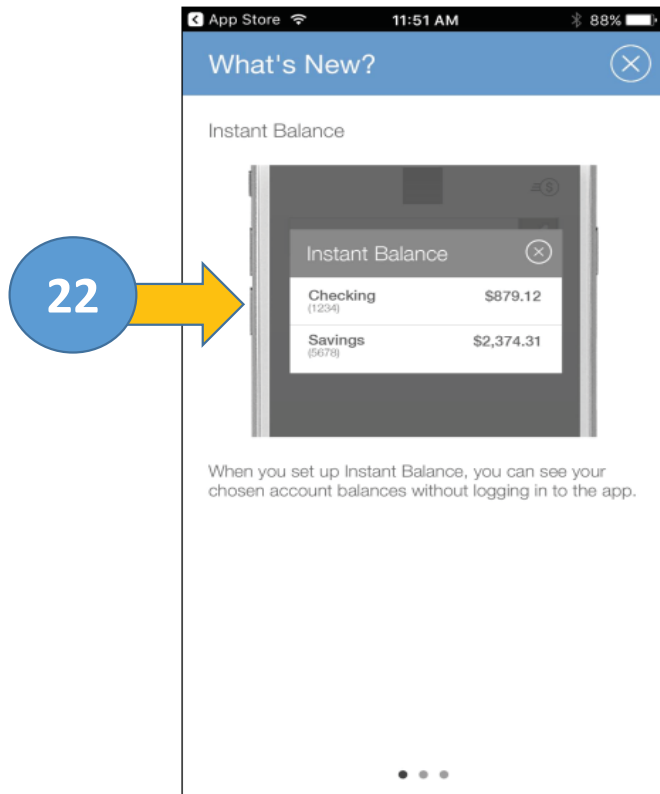 App Store 11:51 AM 88%
What's New?
Instant Balance
$
Instant Balance
Checking $879.12
(1234)
22
Savings $2,374.31
(5678)
When you set up Instant Balance, you can see your
chosen account balances without logging in to the app.